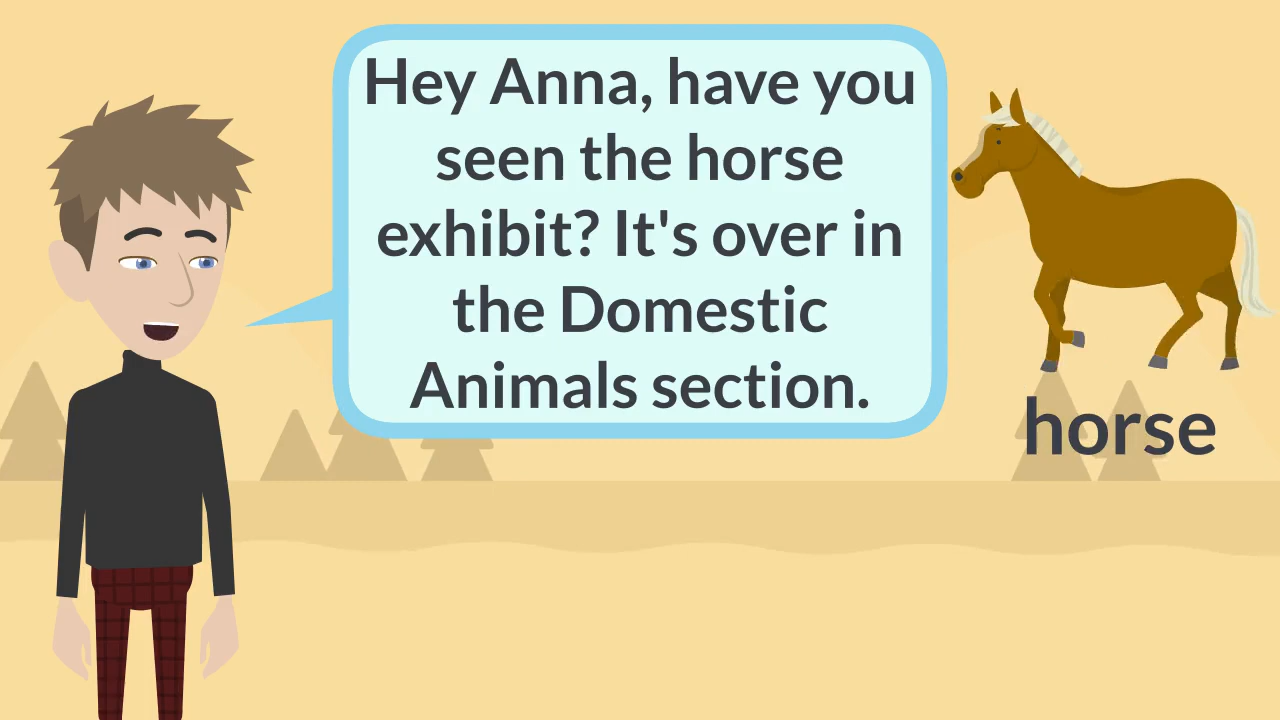 Hey Anna, have you
seen the horse
exhibit? It's over in
the Domestic
Animals section.
horse